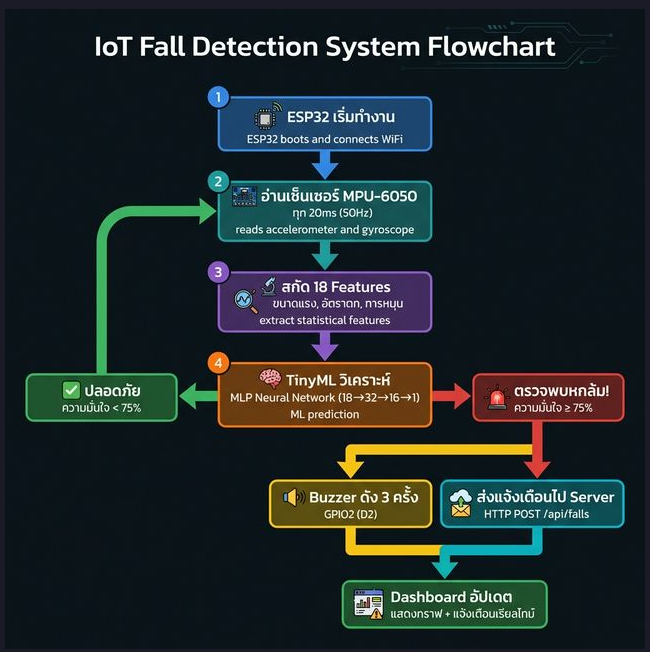 IoT Fall Detection System Flowchart
1
ESP32 เริ่มทำงาน
ESP32 boots and connects WiFi
2
อ่านเซ็นเซอร์ MPU-6050
ทุก 20ms (50Hz)
reads accelerometer and gyroscope
3
สกัด 18 Features
ขนาดแรง, อัตราตก, การหมุน
extract statistical features
4
TinyML วิเคราะห์
MLP Neural Network (18→32→16→1)
ML prediction
ปลอดภัย
ความมั่นใจ < 75%
ตรวจพบหกล้ม!
ความมั่นใจ ≥ 75%
Buzzer ดัง 3 ครั้ง
GPIO2 (D2)
ส่งแจ้งเตือนไป Server
HTTP POST /api/falls
Dashboard อัปเดต
แสดงกราฟ + แจ้งเตือนเรียลไทม์